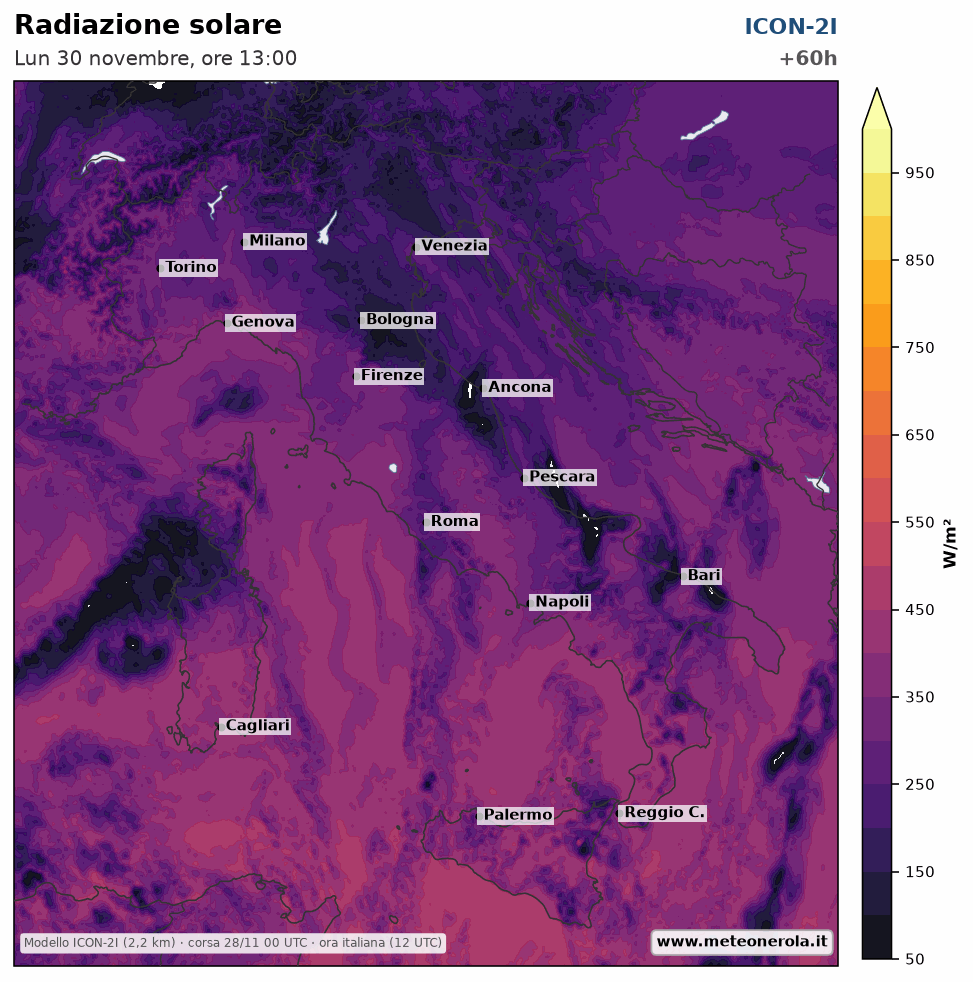 Radiazione solare
ICON-2I
Lun 30 novembre, ore 13:00
+60h
Milano
Venezia
Torino
Genova
Bologna
Firenze
Ancona
Pescara
Roma
Bari
Napoli
Cagliari
Palermo
Reggio C.
950
850
750
650
550
450
350
250
150
50
W/m²
Modello ICON-2I (2,2 km) · corsa 28/11 00 UTC · ora italiana (12 UTC)
www.meteonerola.it